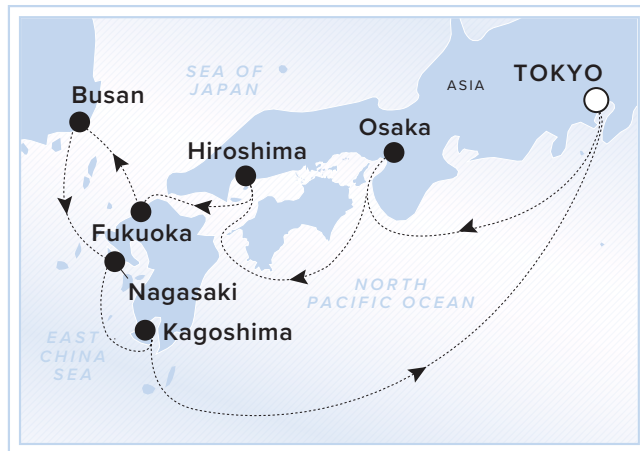 SEA OF
JAPAN
ASIA
TOKYO
Busan
Osaka
Hiroshima
Fukuoka
Nagasaki
NORTH
PACIFIC OCEAN
Kagoshima
EAST
CHINA
SEA